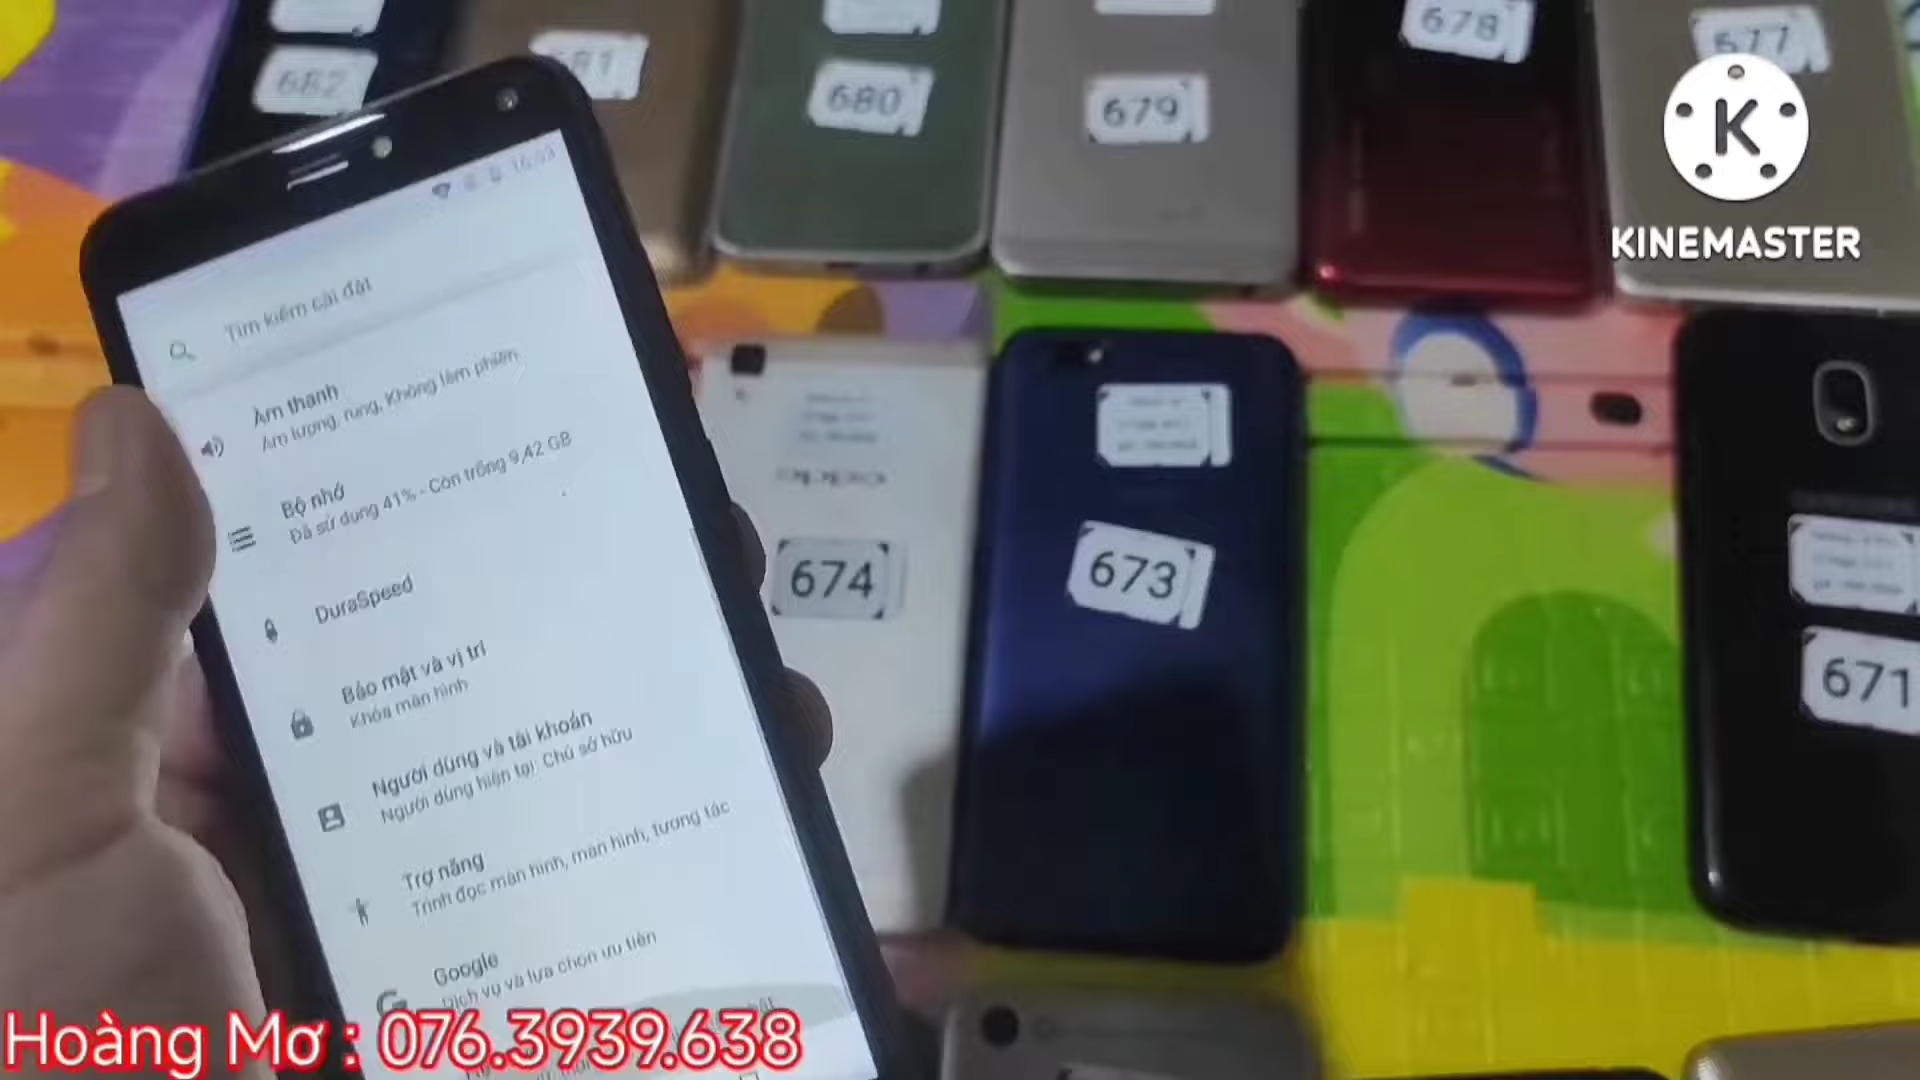 682
681
680
679
678
677
K
KINEMASTER
16:03
Tìm kiếm cài đặt
Âm thanh
Âm lượng, rung, Không làm phiền
Bộ nhớ
Đã sử dụng 41% - Còn trống 9,42 GB
DuraSpeed
Bảo mật và vị trí
Khóa màn hình
Người dùng và tài khoản
Người dùng hiện tại: Chủ sở hữu
Trợ năng
Trình đọc màn hình, màn hình, tương tác
Google
Dịch vụ và lựa chọn ưu tiên
674
673
671
Hoàng Mơ : 076.3939.638